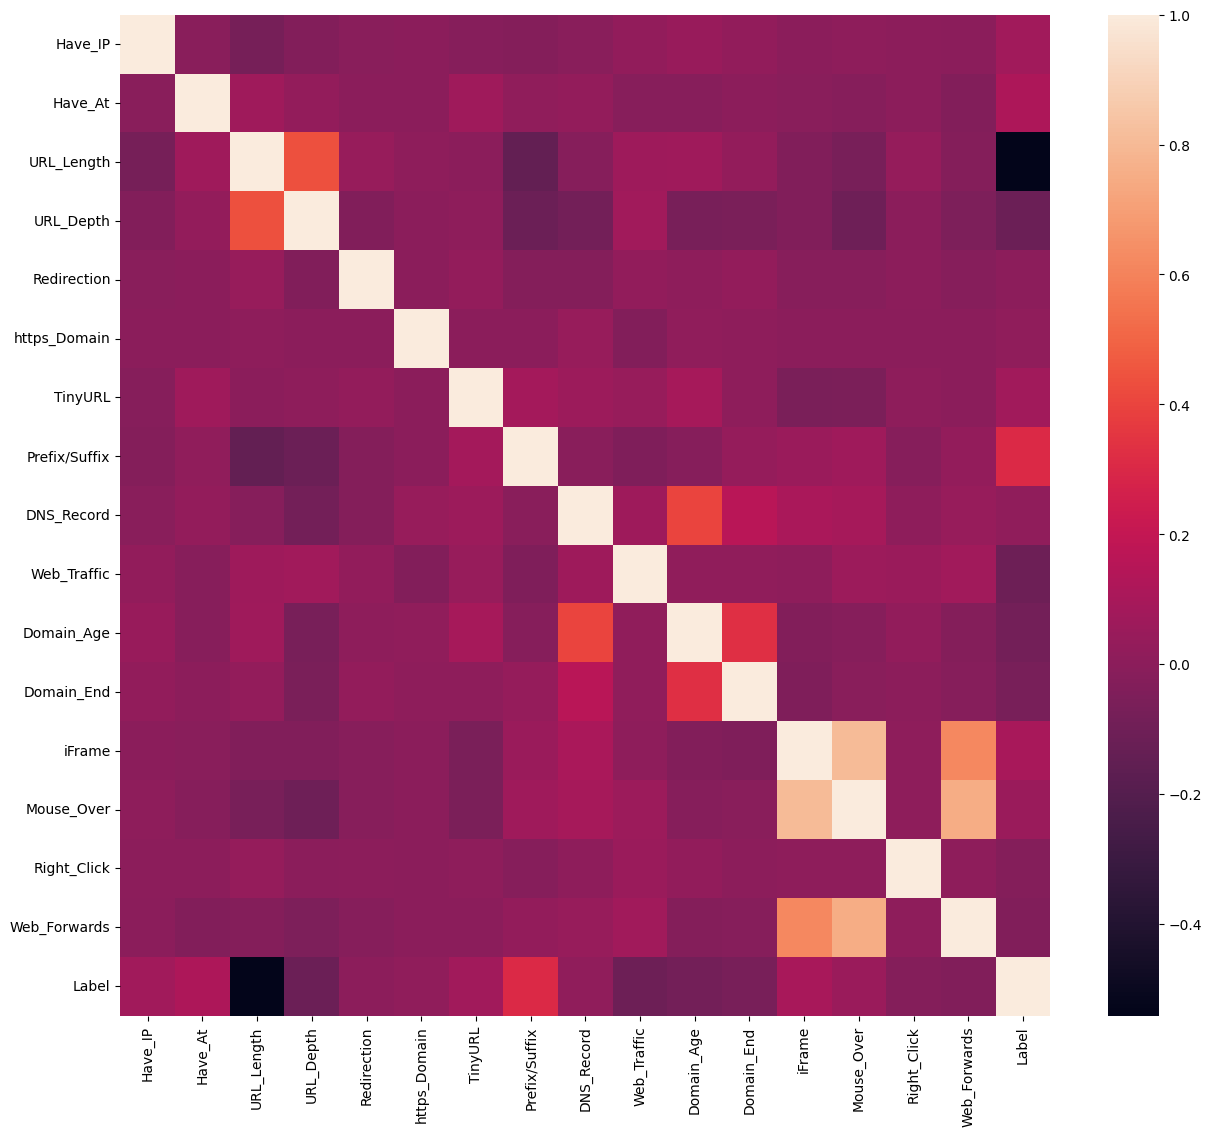 Have_IP
Have_At
URL_Length
URL_Depth
Redirection
https_Domain
TinyURL
Prefix/Suffix
DNS_Record
Web_Traffic
Domain_Age
Domain_End
iFrame
Mouse_Over
Right_Click
Web_Forwards
Label
Have_IP
Have_At
URL_Length
URL_Depth
Redirection
https_Domain
TinyURL
Prefix/Suffix
DNS_Record
Web_Traffic
Domain_Age
Domain_End
iFrame
Mouse_Over
Right_Click
Web_Forwards
Label
1.0
0.8
0.6
0.4
0.2
0.0
−0.2
−0.4